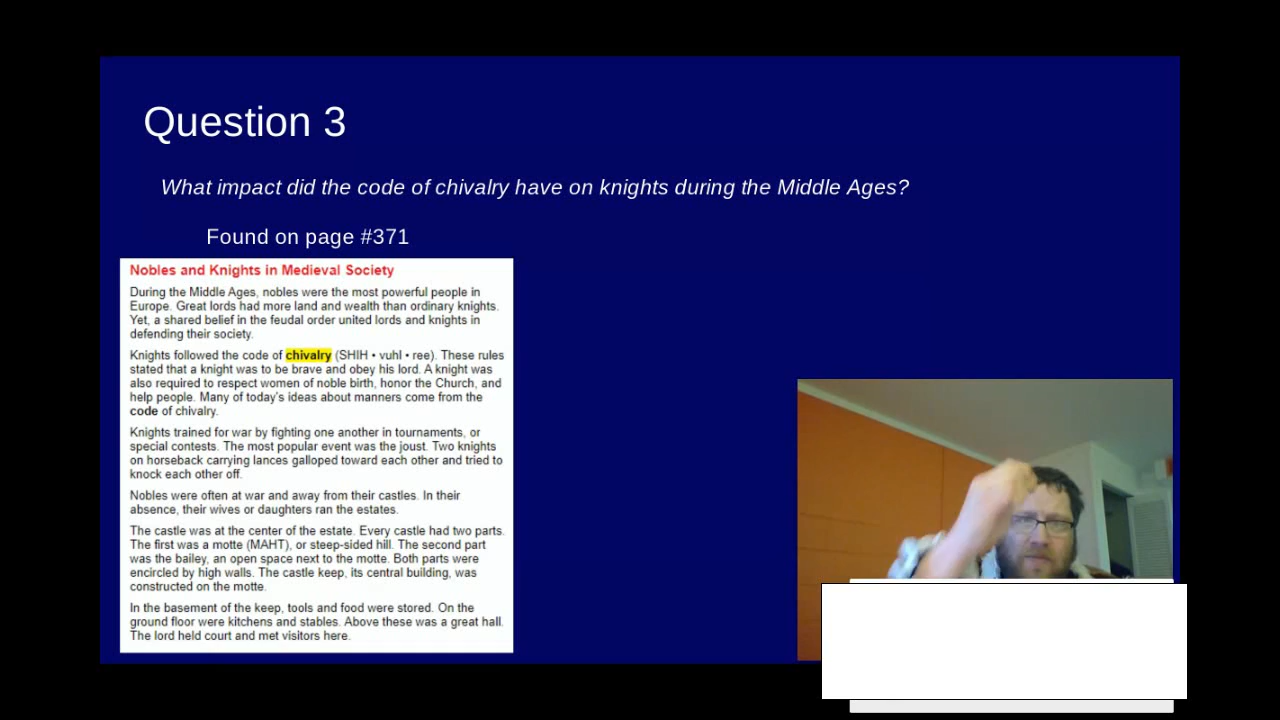 Question 3
What impact did the code of chivalry have on knights during the Middle Ages?
Found on page #371
Nobles and Knights in Medieval Society
During the Middle Ages, nobles were the most powerful people in
Europe. Great lords had more land and wealth than ordinary knights.
Yet, a shared belief in the feudal order united lords and knights in
defending their society.
Knights followed the code of chivalry (SHIH • vuhl • ree). These rules
stated that a knight was to be brave and obey his lord. A knight was
also required to respect women of noble birth, honor the Church, and
help people. Many of today's ideas about manners come from the
code of chivalry.
Knights trained for war by fighting one another in tournaments, or
special contests. The most popular event was the joust. Two knights
on horseback carrying lances galloped toward each other and tried to
knock each other off.
Nobles were often at war and away from their castles. In their
absence, their wives or daughters ran the estates.
The castle was at the center of the estate. Every castle had two parts.
The first was a motte (MAHT), or steep-sided hill. The second part
was the bailey, an open space next to the motte. Both parts were
encircled by high walls. The castle keep, its central building, was
constructed on the motte.
In the basement of the keep, tools and food were stored. On the
ground floor were kitchens and stables. Above these was a great hall.
The lord held court and met visitors here.